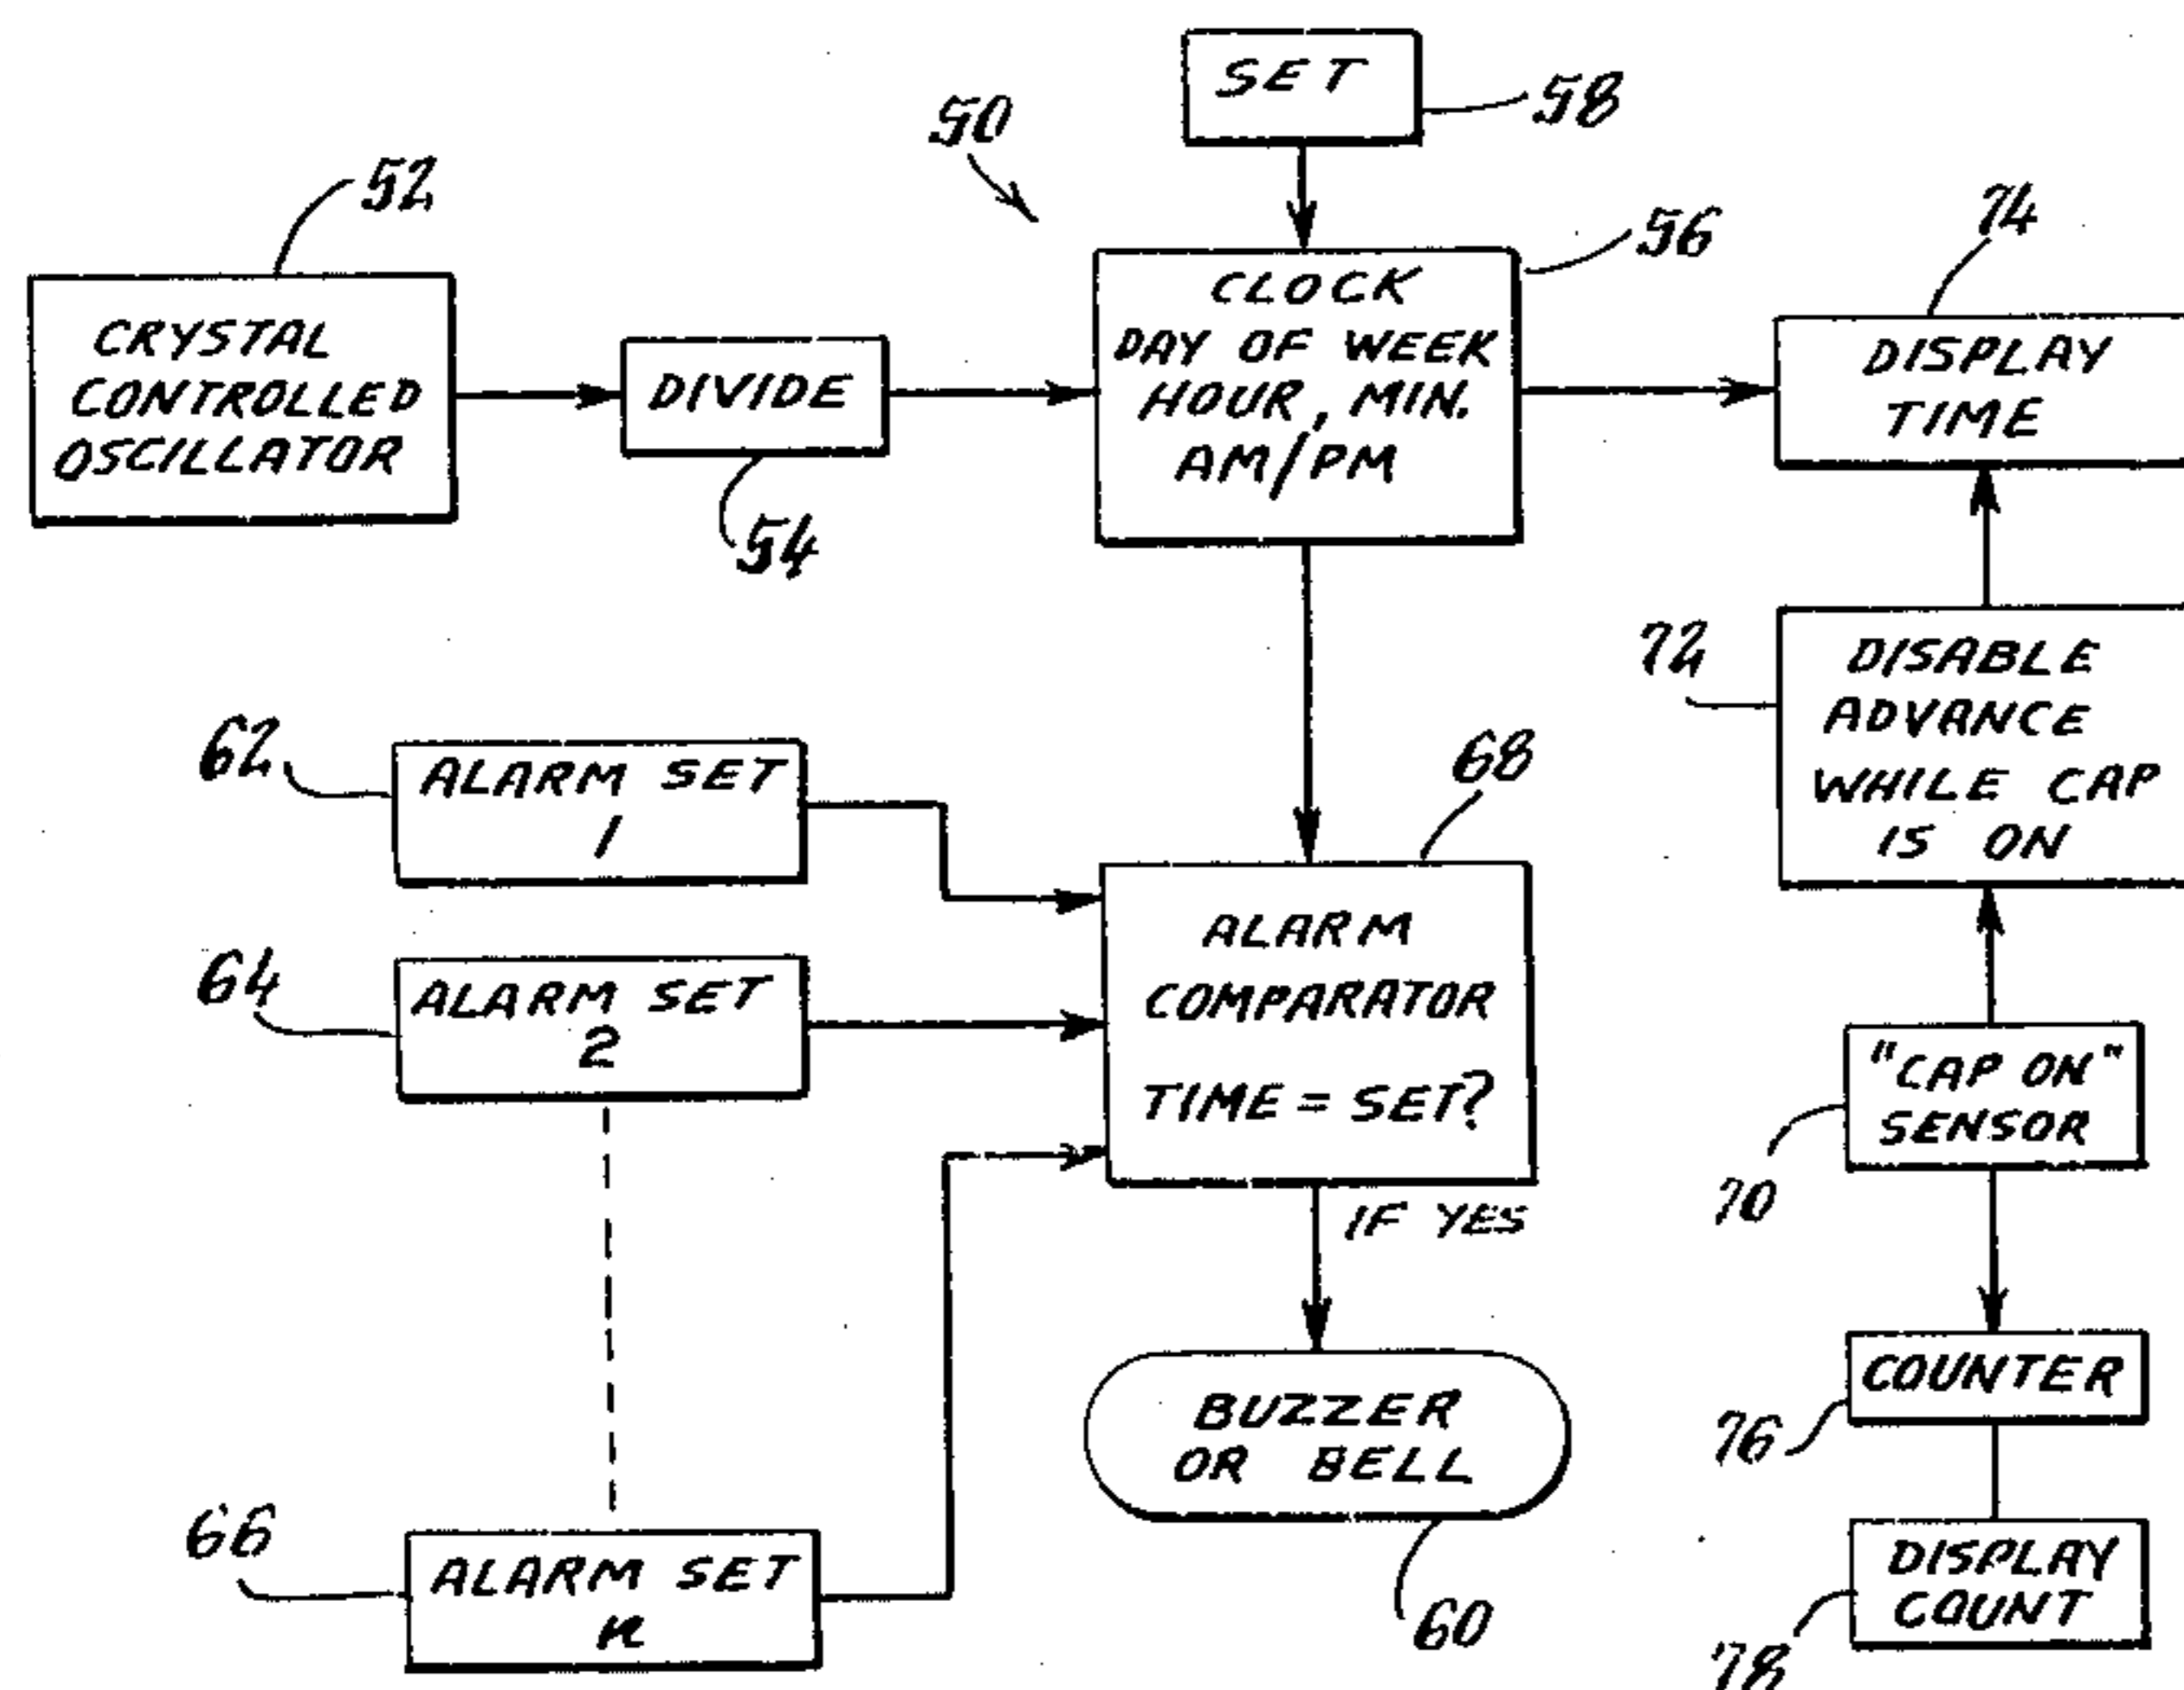 SET
58
50
52
56
74
CRYSTAL
CONTROLLED
OSCILLATOR
DIVIDE
54
CLOCK
DAY OF WEEK
HOUR, MIN.
AM/PM
DISPLAY
TIME
72
DISABLE
ADVANCE
WHILE CAP
IS ON
62
ALARM SET
1
68
64
ALARM SET
2
ALARM
COMPARATOR
TIME = SET?
IF YES
"CAP ON"
SENSOR
70
COUNTER
76
BUZZER
OR BELL
60
66
ALARM SET
n
DISPLAY
COUNT
78